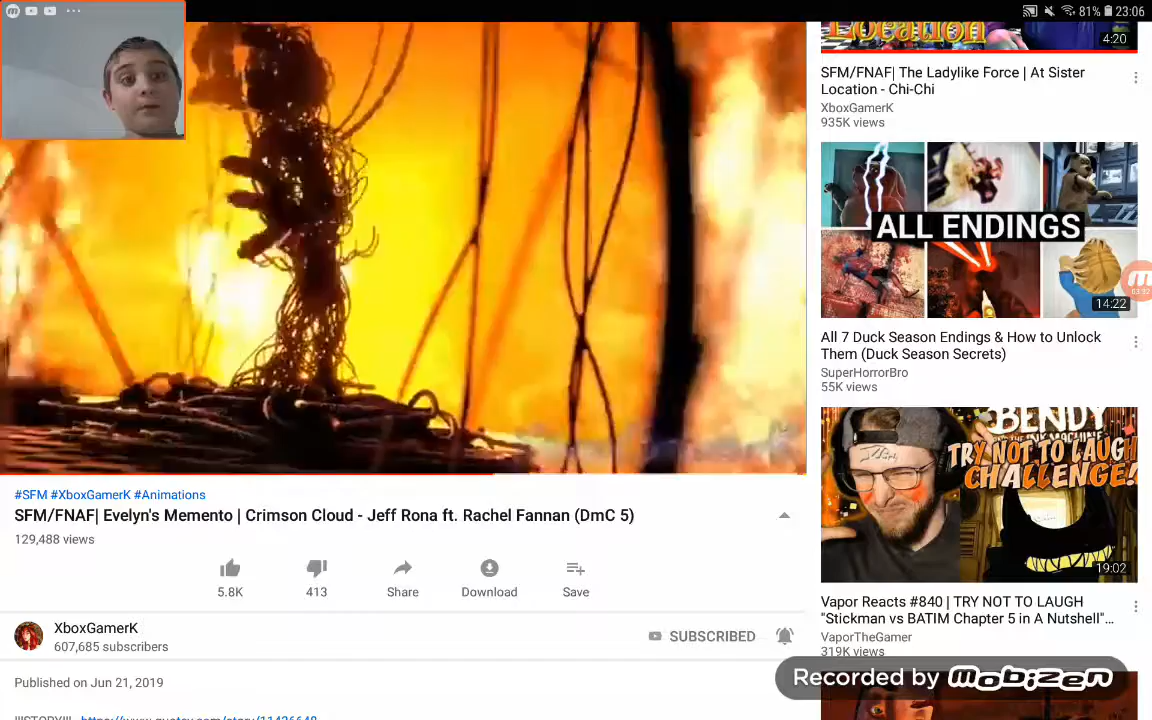 81% 23:06
Location
4:20
SFM/FNAF| The Ladylike Force | At Sister
Location - Chi-Chi
XboxGamerK
935K views
ALL ENDINGS
14:22
All 7 Duck Season Endings & How to Unlock
Them (Duck Season Secrets)
SuperHorrorBro
55K views
BENDY
TRY NOT TO LAUGH
CHALLENGE!
19:02
Vapor Reacts #840 | TRY NOT TO LAUGH
"Stickman vs BATIM Chapter 5 in A Nutshell"...
VaporTheGamer
319K views
#SFM #XboxGamerK #Animations
SFM/FNAF| Evelyn's Memento | Crimson Cloud - Jeff Rona ft. Rachel Fannan (DmC 5)
129,488 views
5.8K
413
Share
Download
Save
XboxGamerK
607,685 subscribers
SUBSCRIBED
Published on Jun 21, 2019
Recorded by Mobizen